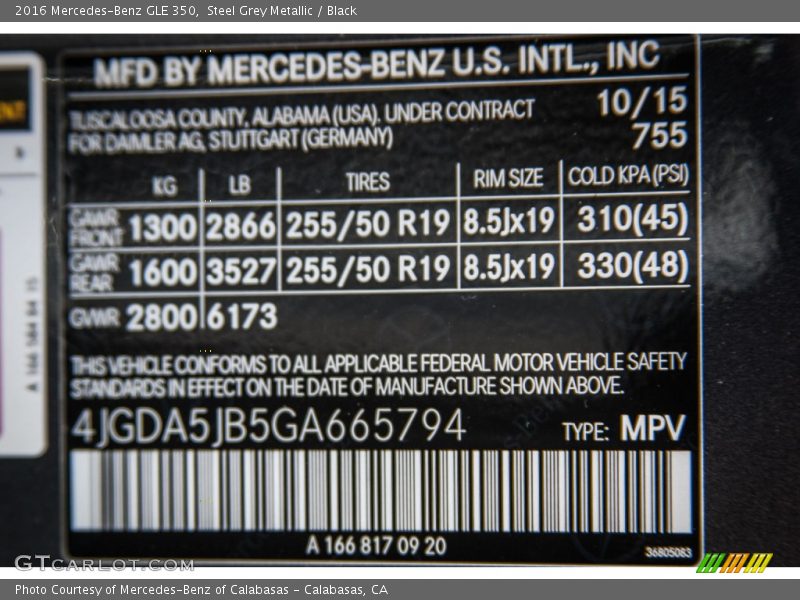 2016 Mercedes-Benz GLE 350,  Steel Grey Metallic / Black
MFD BY MERCEDES-BENZ U.S. INTL., INC
TUSCALOOSA COUNTY, ALABAMA (USA). UNDER CONTRACT
FOR DAIMLER AG, STUTTGART (GERMANY)
10/15
755
KG LB TIRES RIM SIZE COLD KPA (PSI)
GAWR FRONT 1300 2866 255/50 R19 8.5Jx19 310(45)
GAWR REAR 1600 3527 255/50 R19 8.5Jx19 330(48)
GVWR 2800 6173
THIS VEHICLE CONFORMS TO ALL APPLICABLE FEDERAL MOTOR VEHICLE SAFETY
STANDARDS IN EFFECT ON THE DATE OF MANUFACTURE SHOWN ABOVE.
4JGDA5JB5GA665794 TYPE: MPV
A 166 817 09 20
36805083
A 166 584 84 15
GTCARLOT.COM
Photo Courtesy of Mercedes-Benz of Calabasas - Calabasas, CA